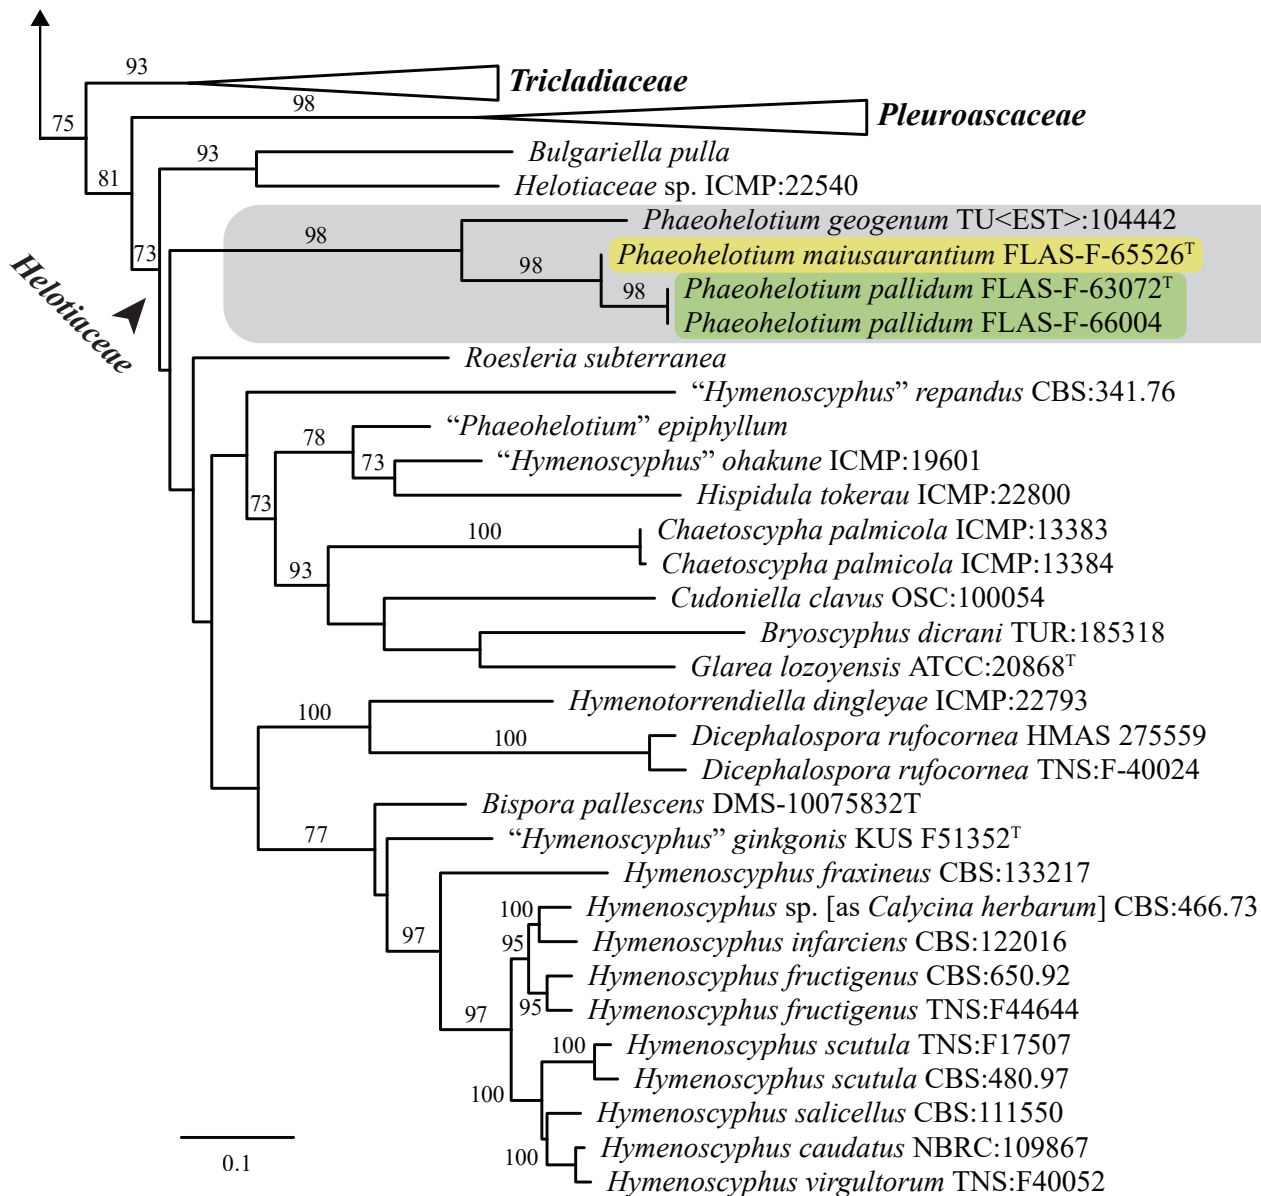 93
Tricladiaceae
98
Pleuroascaceae
75
93
Bulgariella pulla
81
Helotiaceae sp. ICMP:22540
Phaeohelotium geogenum TU<EST>:104442
98
73
Phaeohelotium maiusaurantium FLAS-F-65526ᵀ
98
Helotiaceae
98
Phaeohelotium pallidum FLAS-F-63072ᵀ
Phaeohelotium pallidum FLAS-F-66004
Roesleria subterranea
“Hymenoscyphus” repandus CBS:341.76
“Phaeohelotium” epiphyllum
78
73
“Hymenoscyphus” ohakune ICMP:19601
Hispidula tokerau ICMP:22800
73
100
Chaetoscypha palmicola ICMP:13383
Chaetoscypha palmicola ICMP:13384
93
Cudoniella clavus OSC:100054
Bryoscyphus dicrani TUR:185318
Glarea lozoyensis ATCC:20868ᵀ
Hymenotorrendiella dingleyae ICMP:22793
100
100
Dicephalospora rufocornea HMAS 275559
Dicephalospora rufocornea TNS:F-40024
Bispora pallescens DMS-10075832T
77
“Hymenoscyphus” ginkgonis KUS F51352ᵀ
Hymenoscyphus fraxineus CBS:133217
100
Hymenoscyphus sp. [as Calycina herbarum] CBS:466.73
97
95
Hymenoscyphus infarciens CBS:122016
Hymenoscyphus fructigenus CBS:650.92
95
Hymenoscyphus fructigenus TNS:F44644
97
100
Hymenoscyphus scutula TNS:F17507
Hymenoscyphus scutula CBS:480.97
100
Hymenoscyphus salicellus CBS:111550
Hymenoscyphus caudatus NBRC:109867
100
0.1
Hymenoscyphus virgultorum TNS:F40052